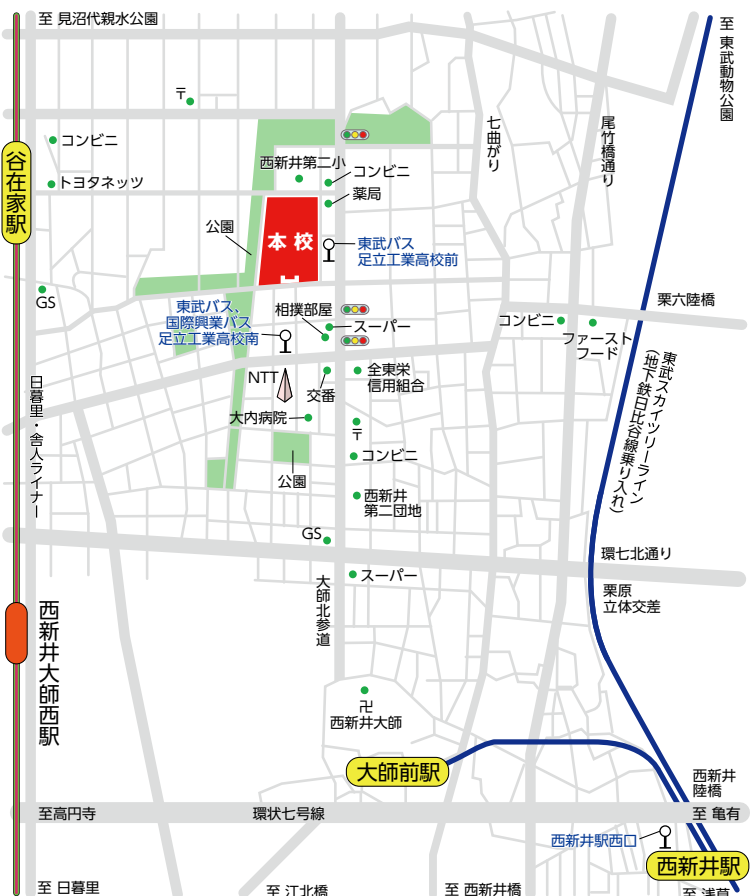 至 見沼代親水公園
至 東武動物公園
〒
コンビニ
トヨタネッツ
谷在家駅
七曲がり
尾竹橋通り
西新井第二小
コンビニ
薬局
公園
本 校
東武バス
足立工業高校前
GS
東武バス、
国際興業バス
足立工業高校南
相撲部屋
スーパー
コンビニ
ファースト
フード
栗六陸橋
NTT
交番
全東栄
信用組合
大内病院
〒
コンビニ
公園
西新井
第二団地
日暮里・舎人ライナー
東武スカイツリーライン
(地下鉄日比谷線乗り入れ)
GS
環七北通り
スーパー
栗原
立体交差
大師北参道
西新井大師西駅
卍
西新井大師
大師前駅
西新井
陸橋
至高円寺
環状七号線
至 亀有
西新井駅西口
西新井駅
至 日暮里
至 江北橋
至 西新井橋
至 浅草